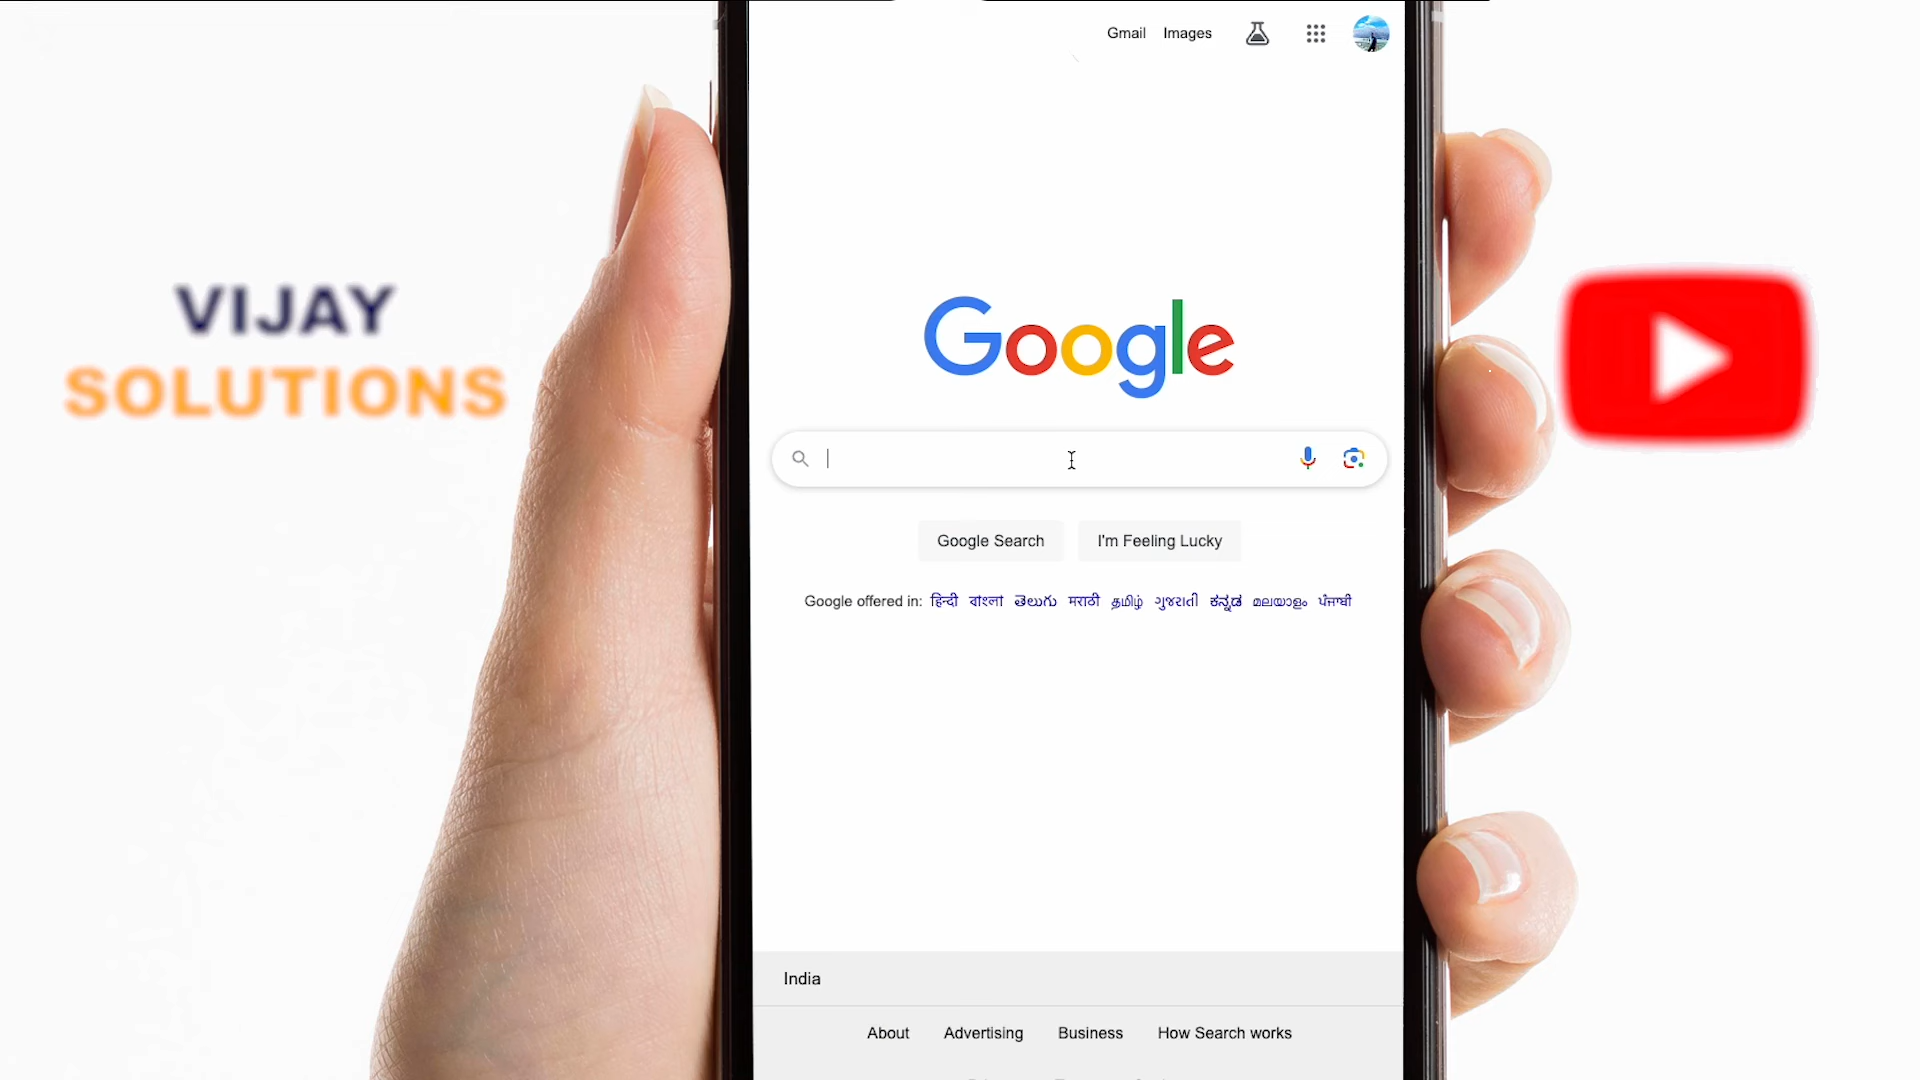 Gmail Images
VIJAY
SOLUTIONS
Google
Google Search I'm Feeling Lucky
Google offered in: हिन्दी বাংলা తెలుగు मराठी தமிழ் ગુજરાતી ಕನ್ನಡ മലയാളം ਪੰਜਾਬੀ
India
About Advertising Business How Search works